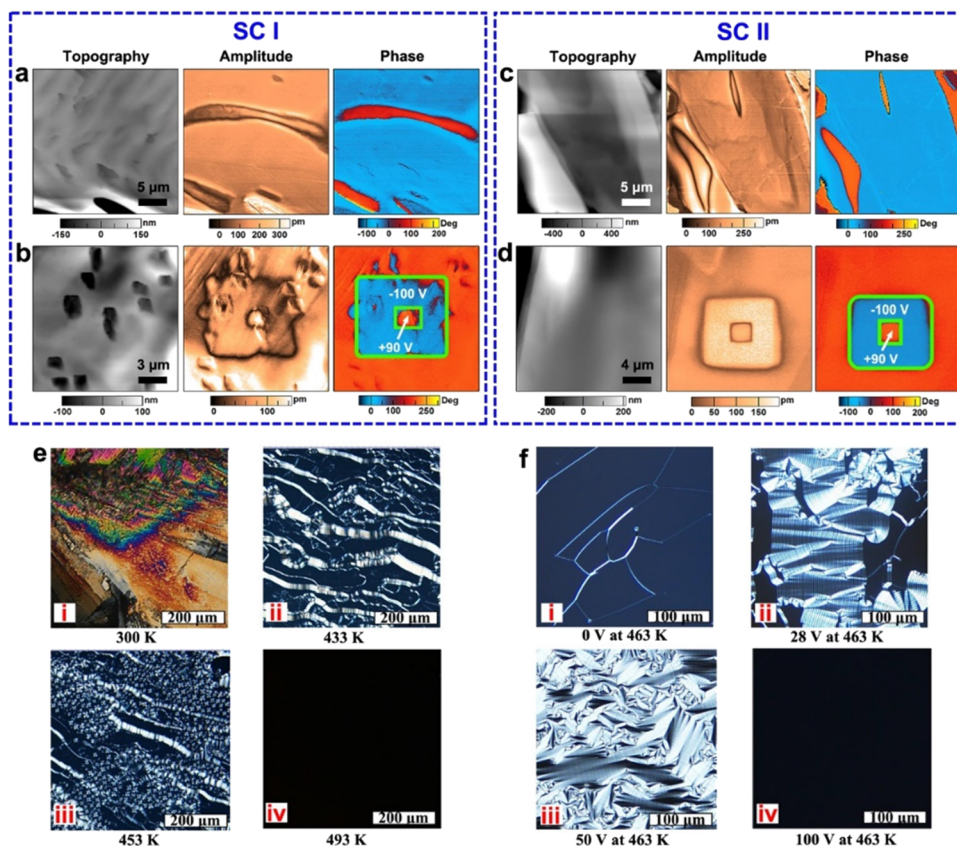 SC I
SC II
Topography Amplitude Phase
Topography Amplitude Phase
a
5 µm
-150 0 150 nm
0 100 200 300 pm
-100 0 100 200 Deg
c
5 µm
-400 0 400 nm
0 100 250 pm
0 100 250 Deg
b
3 µm
-100 V
+90 V
-100 0 100 nm
0 100 pm
0 100 250 Deg
d
4 µm
-100 V
+90 V
-200 0 200 nm
0 50 100 150 pm
-100 0 100 200 Deg
e
i
200 µm
300 K
ii
200 µm
433 K
iii
200 µm
453 K
iv
200 µm
493 K
f
i
100 µm
0 V at 463 K
ii
100 µm
28 V at 463 K
iii
100 µm
50 V at 463 K
iv
100 µm
100 V at 463 K